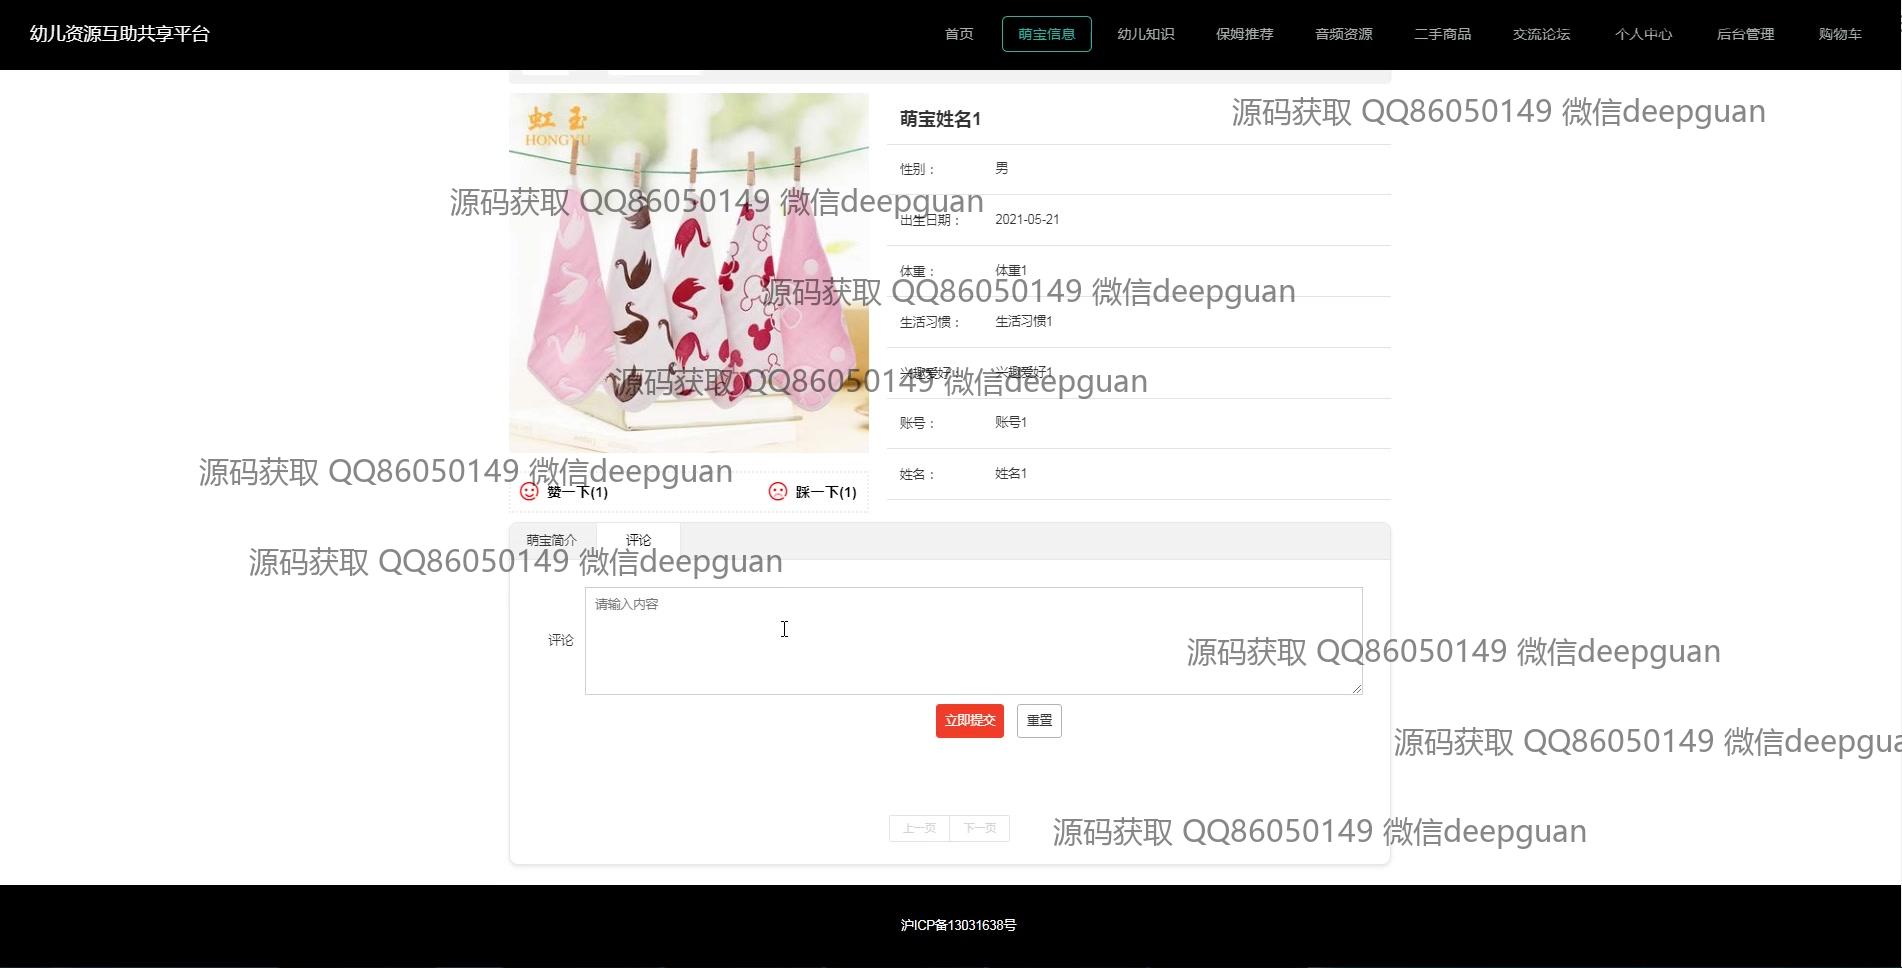 幼儿资源互助共享平台
首页 萌宝信息 幼儿知识 保姆推荐 音频资源 二手商品 交流论坛 个人中心 后台管理 购物车
虹玉
HONGYU
萌宝姓名1
源码获取 QQ86050149 微信deepguan
性别： 男
源码获取 QQ86050149 微信deepguan
出生日期： 2021-05-21
体重： 体重1
源码获取 QQ86050149 微信deepguan
生活习惯： 生活习惯1
兴趣爱好： 兴趣爱好1
源码获取 QQ86050149 微信deepguan
账号： 账号1
姓名： 姓名1
源码获取 QQ86050149 微信deepguan
赞一下(1) 踩一下(1)
萌宝简介 评论
源码获取 QQ86050149 微信deepguan
请输入内容
评论
源码获取 QQ86050149 微信deepguan
立即提交 重置
源码获取 QQ86050149 微信deepgua
上一页 下一页
源码获取 QQ86050149 微信deepguan
沪ICP备13031638号